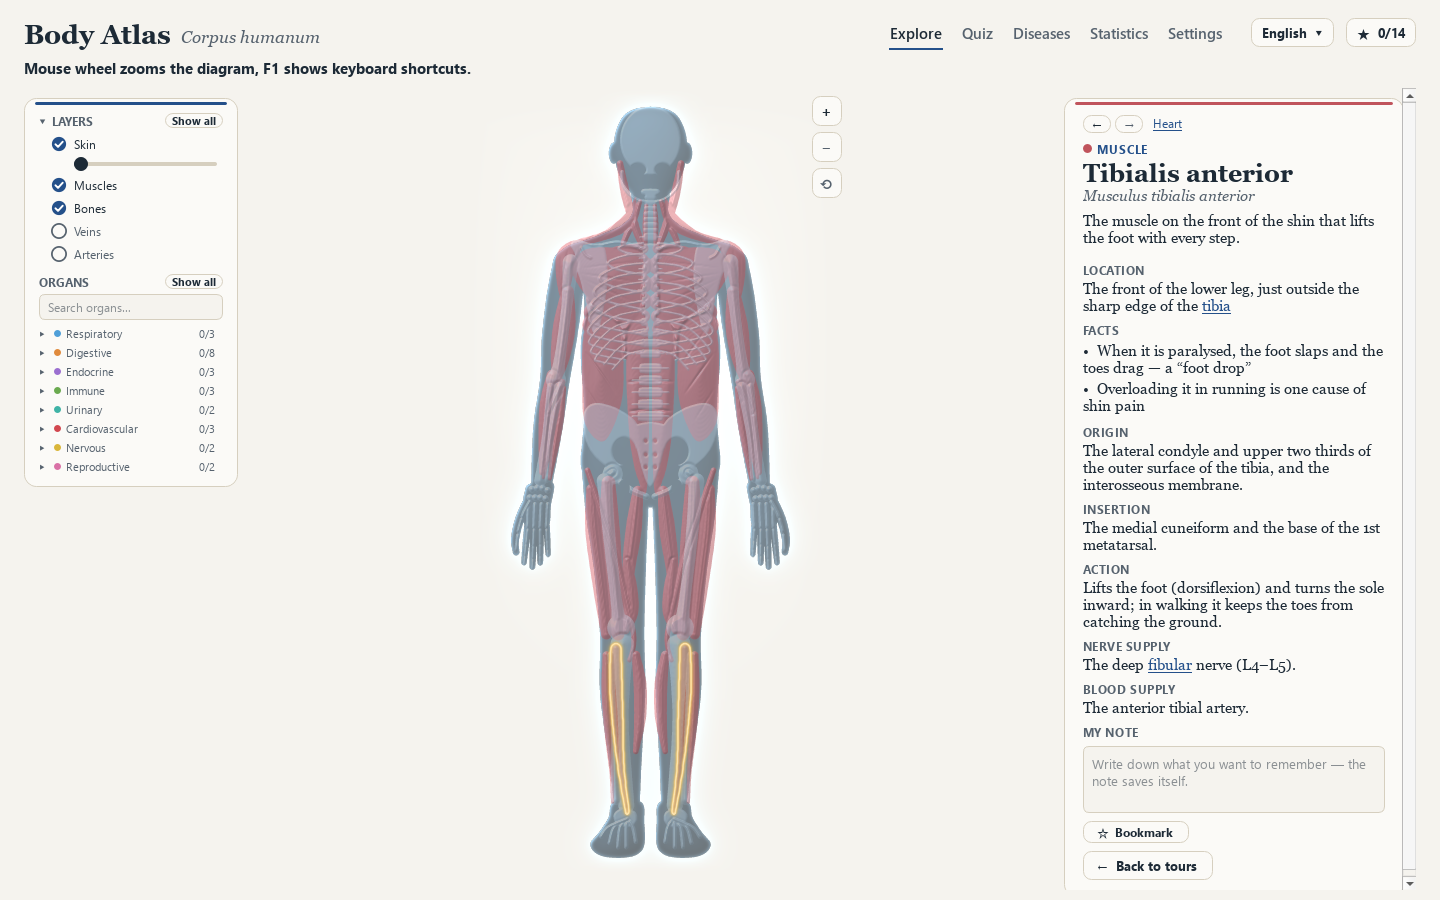 Body Atlas Corpus humanum
Explore Quiz Diseases Statistics Settings English ▾ ★ 0/14
Mouse wheel zooms the diagram, F1 shows keyboard shortcuts.
▾ LAYERS Show all
Skin
Muscles
Bones
Veins
Arteries
ORGANS Show all
Search organs...
▸ Respiratory 0/3
▸ Digestive 0/8
▸ Endocrine 0/3
▸ Immune 0/3
▸ Urinary 0/2
▸ Cardiovascular 0/3
▸ Nervous 0/2
▸ Reproductive 0/2
+
−
⟲
← → Heart
MUSCLE
Tibialis anterior
Musculus tibialis anterior
The muscle on the front of the shin that lifts
the foot with every step.
LOCATION
The front of the lower leg, just outside the
sharp edge of the tibia
FACTS
• When it is paralysed, the foot slaps and the
toes drag — a “foot drop”
• Overloading it in running is one cause of
shin pain
ORIGIN
The lateral condyle and upper two thirds of
the outer surface of the tibia, and the
interosseous membrane.
INSERTION
The medial cuneiform and the base of the 1st
metatarsal.
ACTION
Lifts the foot (dorsiflexion) and turns the sole
inward; in walking it keeps the toes from
catching the ground.
NERVE SUPPLY
The deep fibular nerve (L4–L5).
BLOOD SUPPLY
The anterior tibial artery.
MY NOTE
Write down what you want to remember — the
note saves itself.
☆ Bookmark
← Back to tours